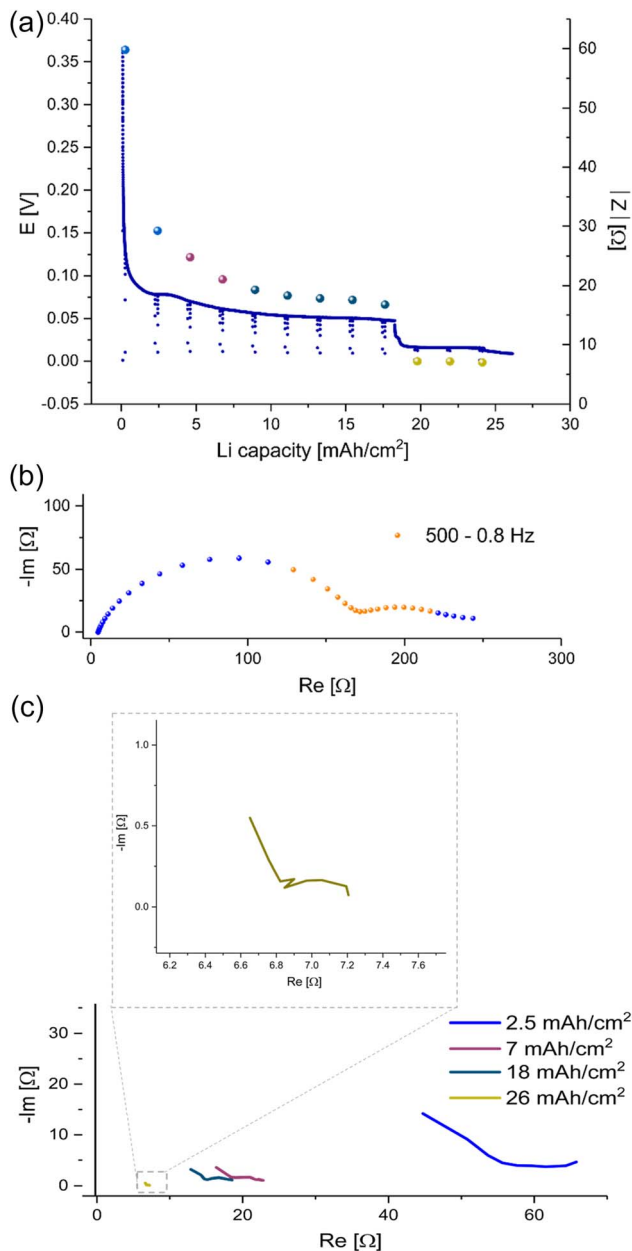 (a)
0.40
0.35
0.30
0.25
0.20
0.15
0.10
0.05
0.00
-0.05
E [V]
60
50
40
30
20
10
0
| Z | [Ω]
0 5 10 15 20 25 30
Li capacity [mAh/cm²]
(b)
100
50
0
-Im [Ω]
500 - 0.8 Hz
0 100 200 300
Re [Ω]
(c)
1.0
0.5
0.0
-Im [Ω]
6.2 6.4 6.6 6.8 7.0 7.2 7.4 7.6
Re [Ω]
30
20
10
0
-Im [Ω]
2.5 mAh/cm²
7 mAh/cm²
18 mAh/cm²
26 mAh/cm²
0 20 40 60
Re [Ω]